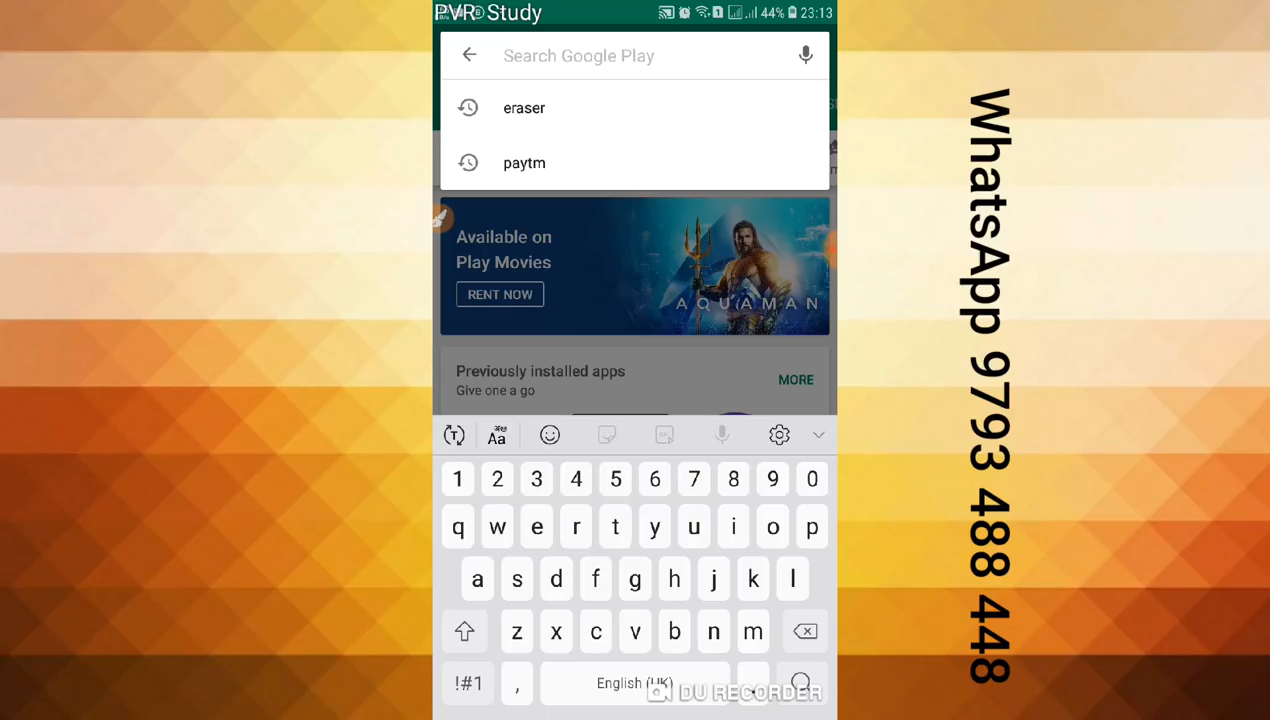 PVR Study
1 44% 23:13
Search Google Play
eraser
paytm
Available on
Play Movies
RENT NOW
AQUAMAN
Previously installed apps
MORE
Give one a go
T Aa
1 2 3 4 5 6 7 8 9 0
q w e r t y u i o p
a s d f g h j k l
z x c v b n m
!#1 , English (UK) .
DU RECORDER
WhatsApp 9793 488 448